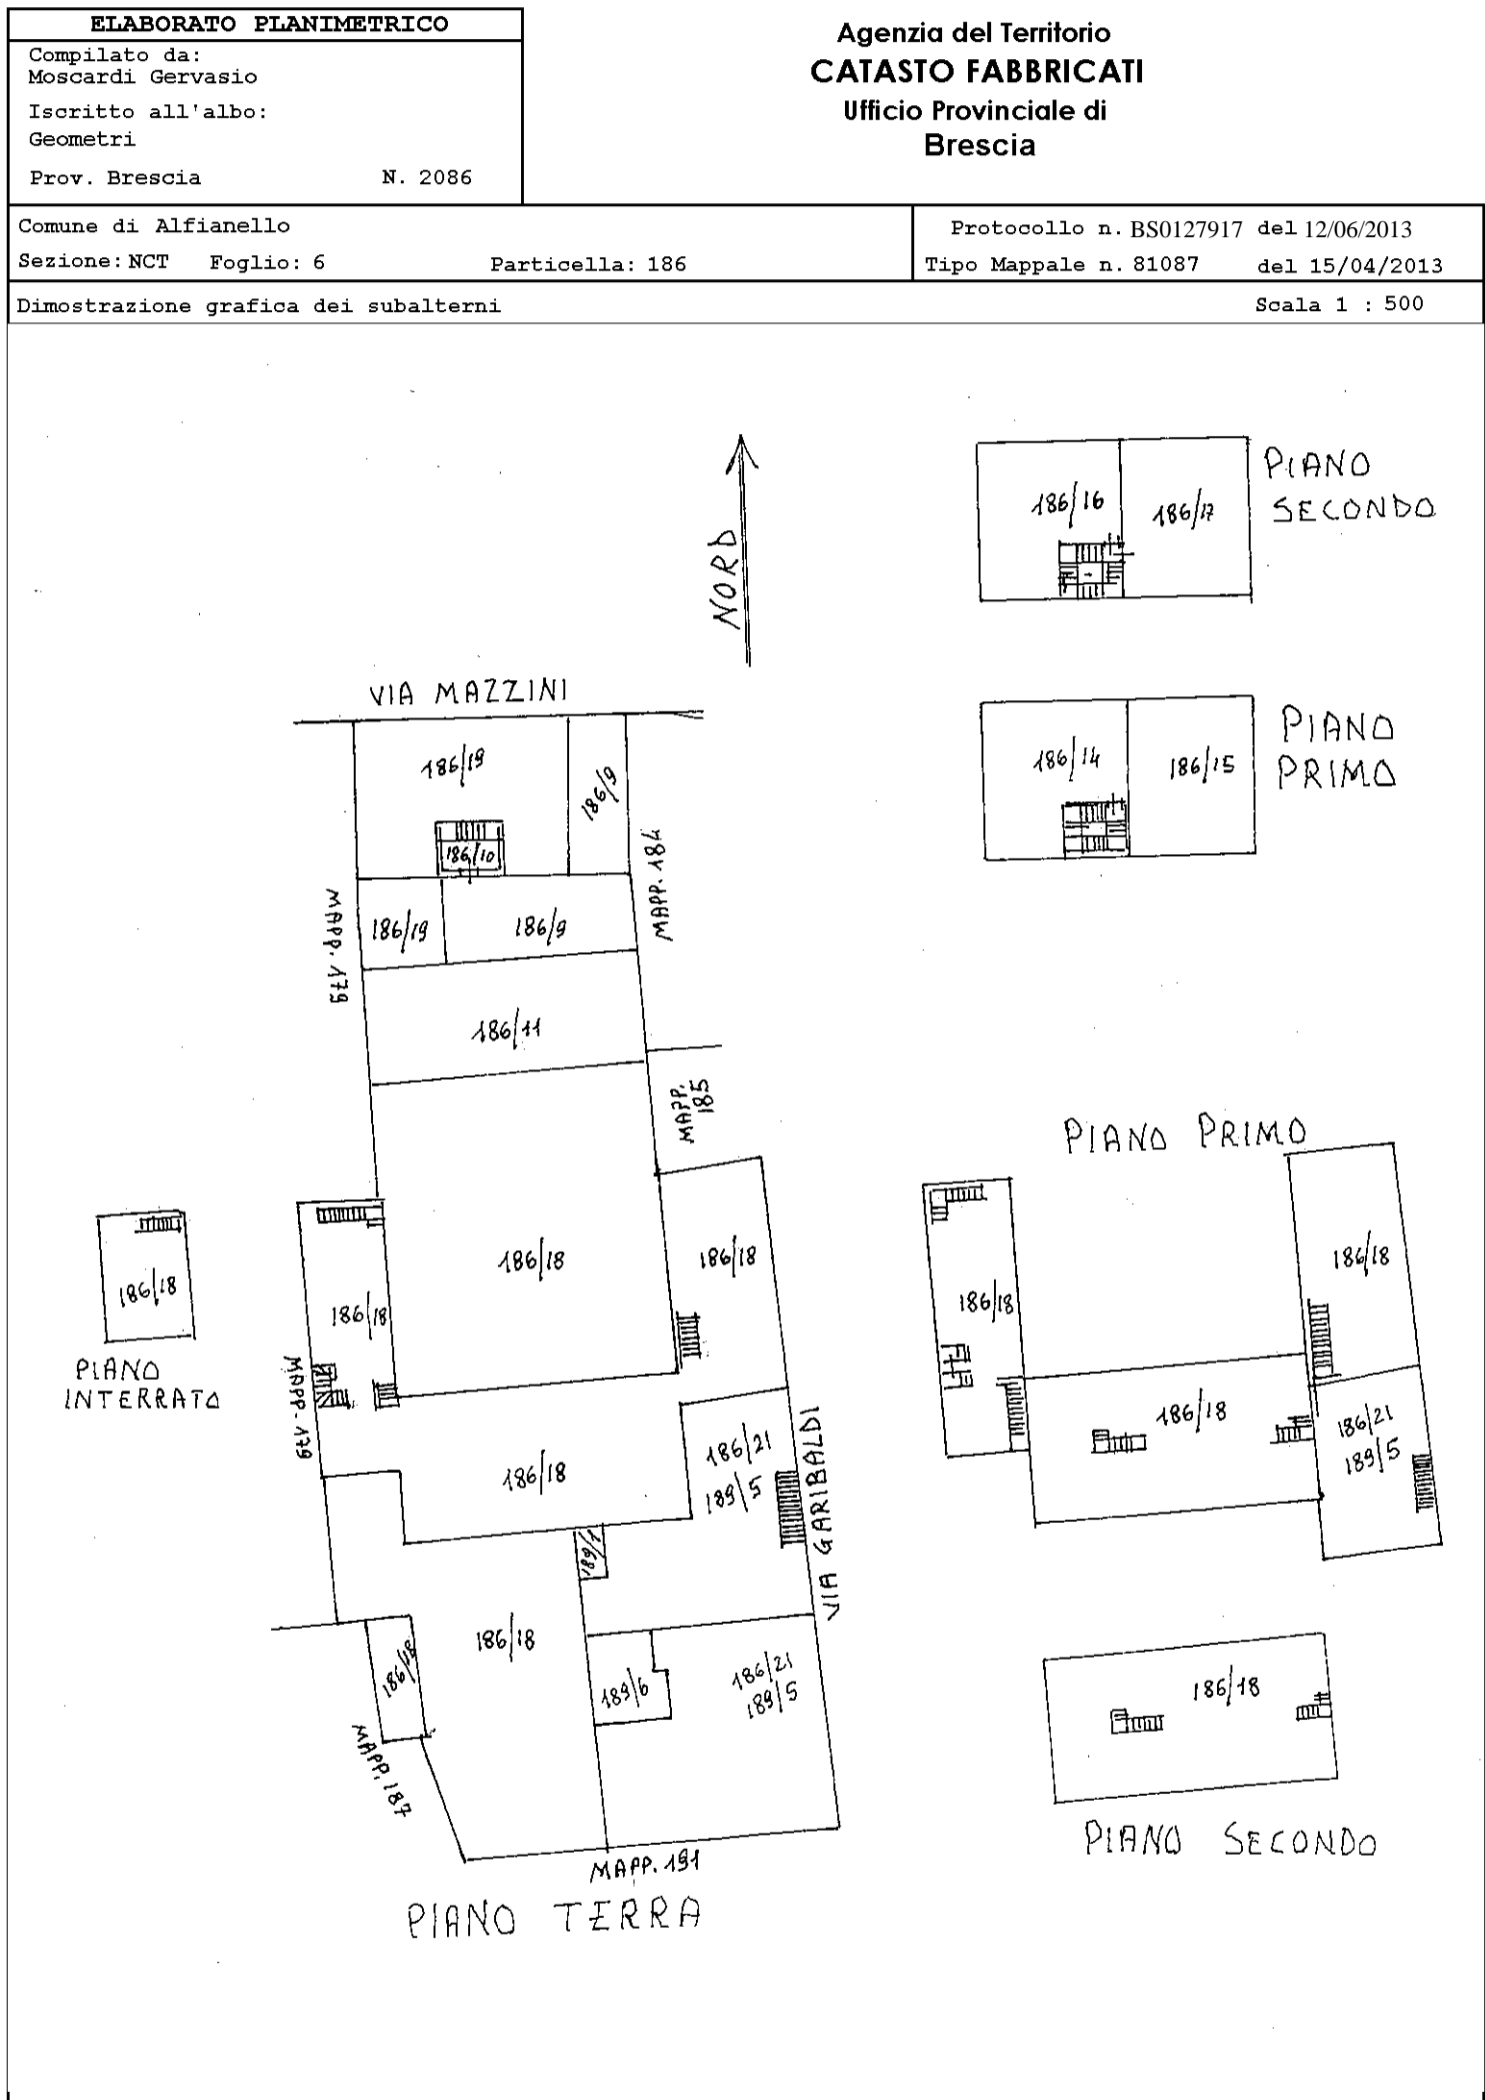 ELABORATO PLANIMETRICO
Compilato da:
Moscardi Gervasio
Iscritto all'albo:
Geometri
Prov. Brescia N. 2086
Agenzia del Territorio
CATASTO FABBRICATI
Ufficio Provinciale di
Brescia
Comune di Alfianello
Sezione: NCT Foglio: 6 Particella: 186
Protocollo n. BS0127917 del 12/06/2013
Tipo Mappale n. 81087 del 15/04/2013
Dimostrazione grafica dei subalterni
Scala 1 : 500
NORD
186/16
186/17
PIANO
SECONDO
186/14
186/15
PIANO
PRIMO
VIA MAZZINI
186/19
186/9
186/10
MAPP. 184
MAPP. 179
186/19
186/9
186/11
MAPP.
185
186/18
PIANO
INTERRATO
186/18
186/18
186/18
MAPP. 179
186/18
186/21
189/5
VIA GARIBALDI
189/1
186/18
186/18
189/6
186/21
189/5
MAPP. 187
MAPP. 191
PIANO TERRA
PIANO PRIMO
186/18
186/18
186/18
186/21
189/5
186/18
PIANO SECONDO